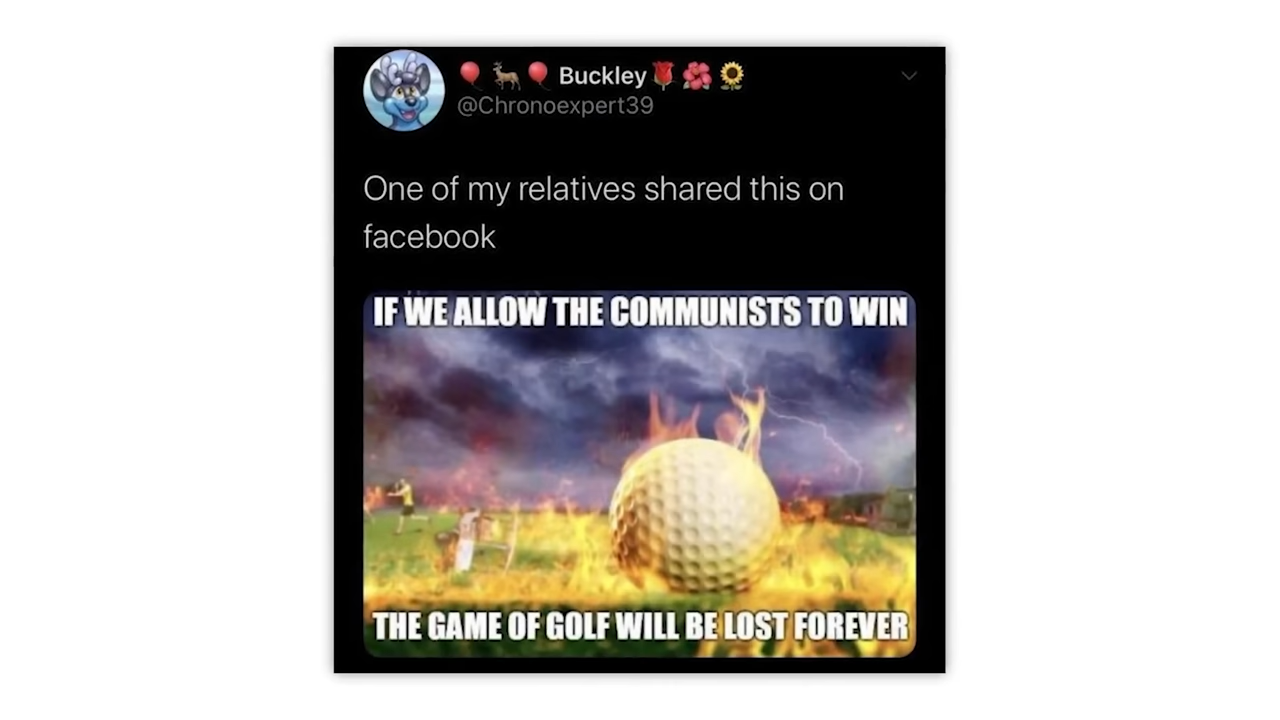 🎈🦌🎈 Buckley🌹🌺🌻
@Chronoexpert39
One of my relatives shared this on
facebook
IF WE ALLOW THE COMMUNISTS TO WIN
THE GAME OF GOLF WILL BE LOST FOREVER